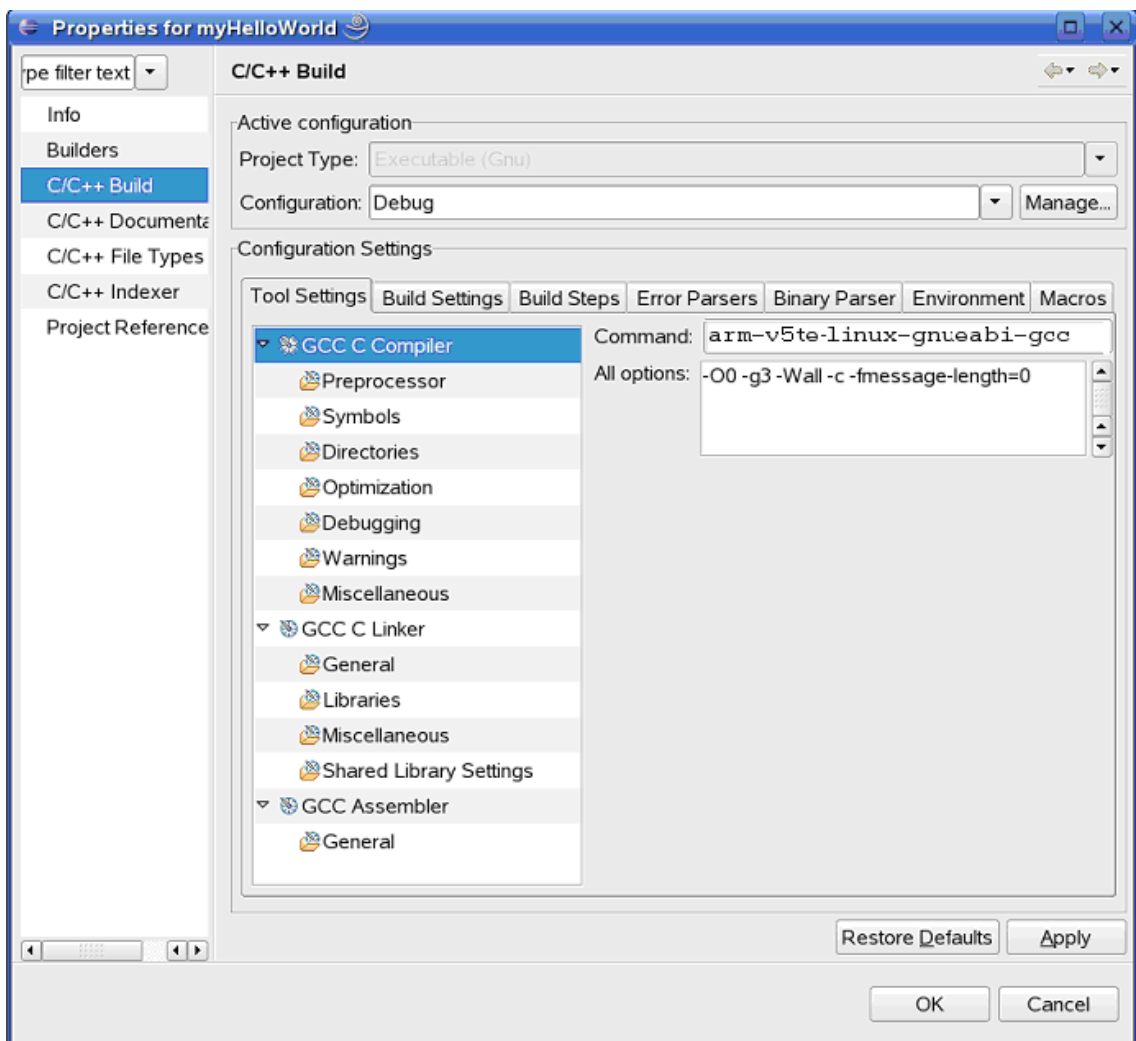 Properties for myHelloWorld
ype filter text
C/C++ Build
Info
Builders
C/C++ Build
C/C++ Documenta
C/C++ File Types
C/C++ Indexer
Project Reference
Active configuration
Project Type: Executable (Gnu)
Configuration: Debug Manage...
Configuration Settings
Tool Settings Build Settings Build Steps Error Parsers Binary Parser Environment Macros
GCC C Compiler
Preprocessor
Symbols
Directories
Optimization
Debugging
Warnings
Miscellaneous
GCC C Linker
General
Libraries
Miscellaneous
Shared Library Settings
GCC Assembler
General
Command: arm-v5te-linux-gnueabi-gcc
All options: -O0 -g3 -Wall -c -fmessage-length=0
Restore Defaults Apply
OK Cancel